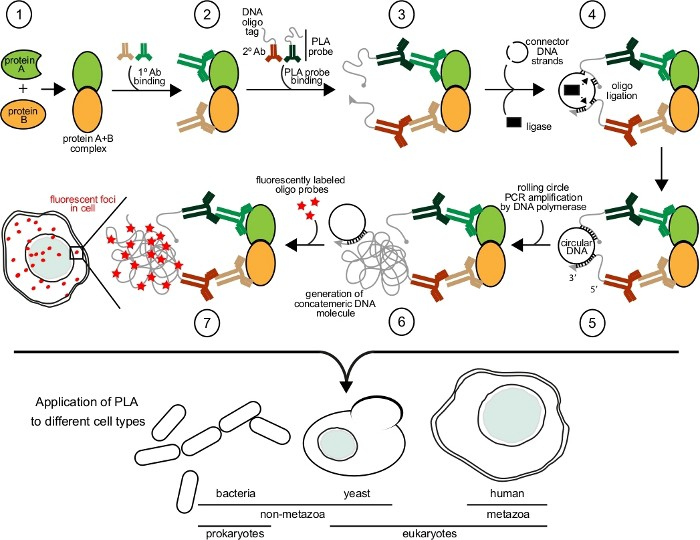 1
protein
A
+
protein
B
protein A+B
complex
1º Ab
binding
2
DNA
oligo
tag
2º Ab
PLA
probe
PLA probe
binding
3
connector
DNA
strands
ligase
4
oligo
ligation
rolling circle
PCR amplification
by DNA polymerase
circular
DNA
3'
5'
5
fluorescently labeled
oligo probes
generation of
concatemeric DNA
molecule
6
fluorescent foci
in cell
7
Application of PLA
to different cell types
bacteria
yeast
human
non-metazoa
metazoa
prokaryotes
eukaryotes